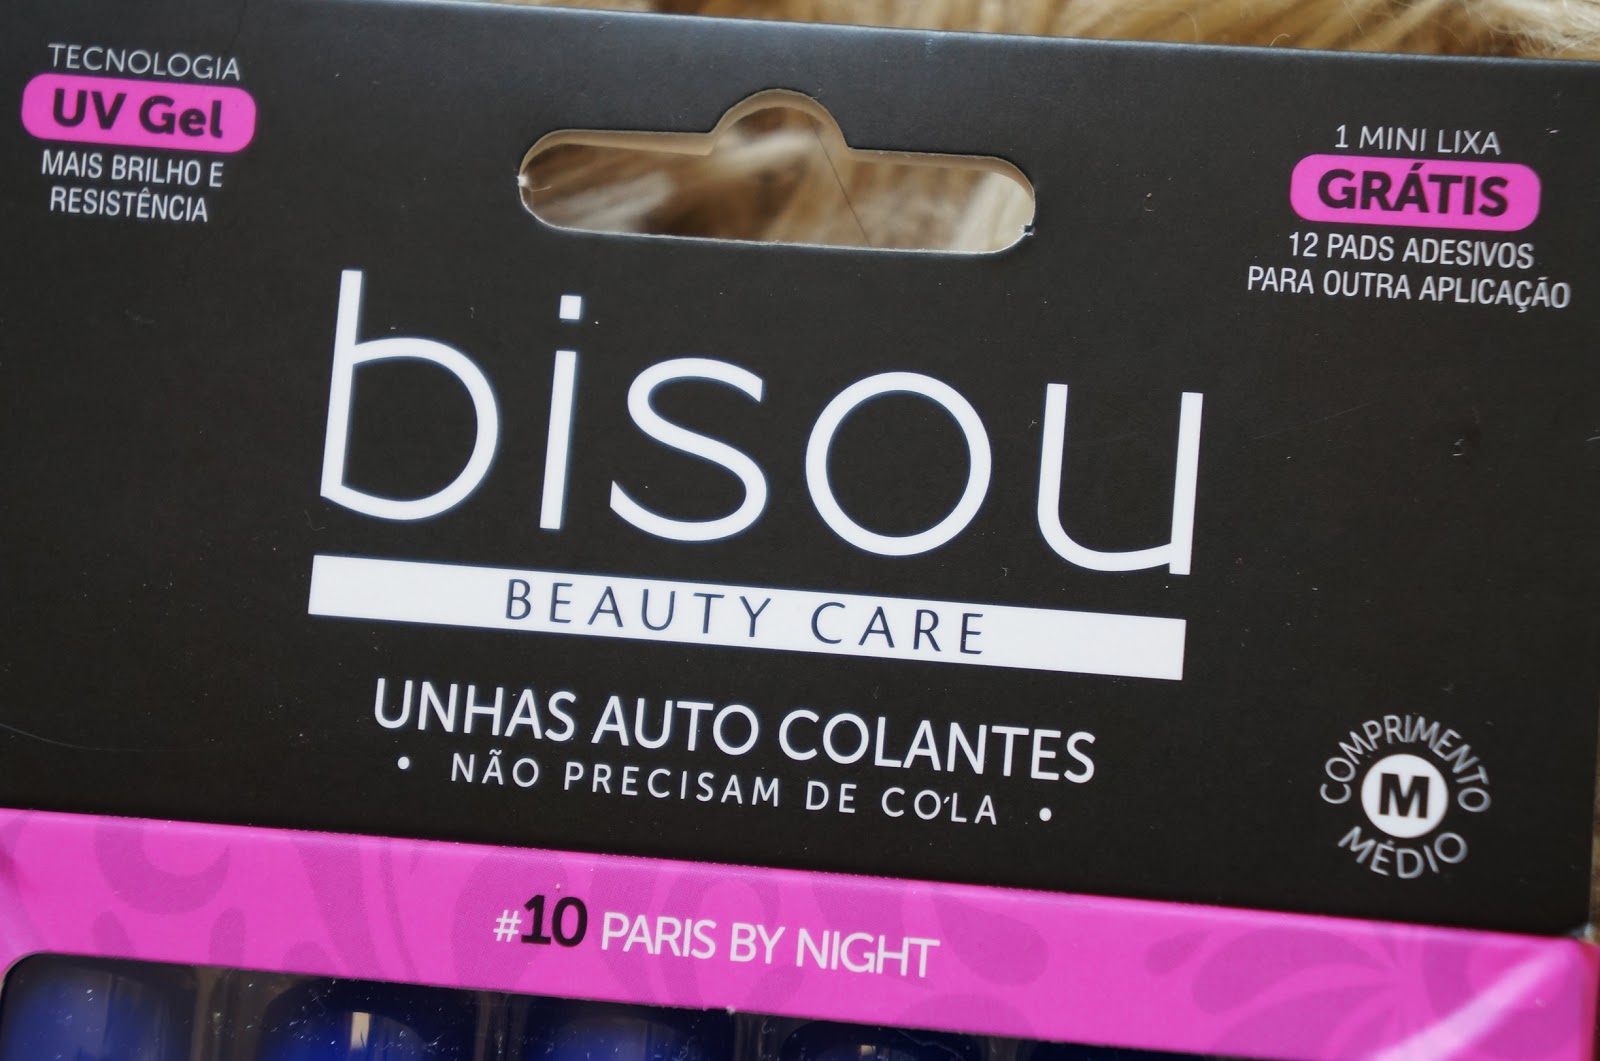 TECNOLOGIA
UV Gel
MAIS BRILHO E
RESISTÊNCIA
1 MINI LIXA
GRÁTIS
12 PADS ADESIVOS
PARA OUTRA APLICAÇÃO
bisou
BEAUTY CARE
UNHAS AUTO COLANTES
• NÃO PRECISAM DE COLA •
COMPRIMENTO
M
MÉDIO
#10 PARIS BY NIGHT